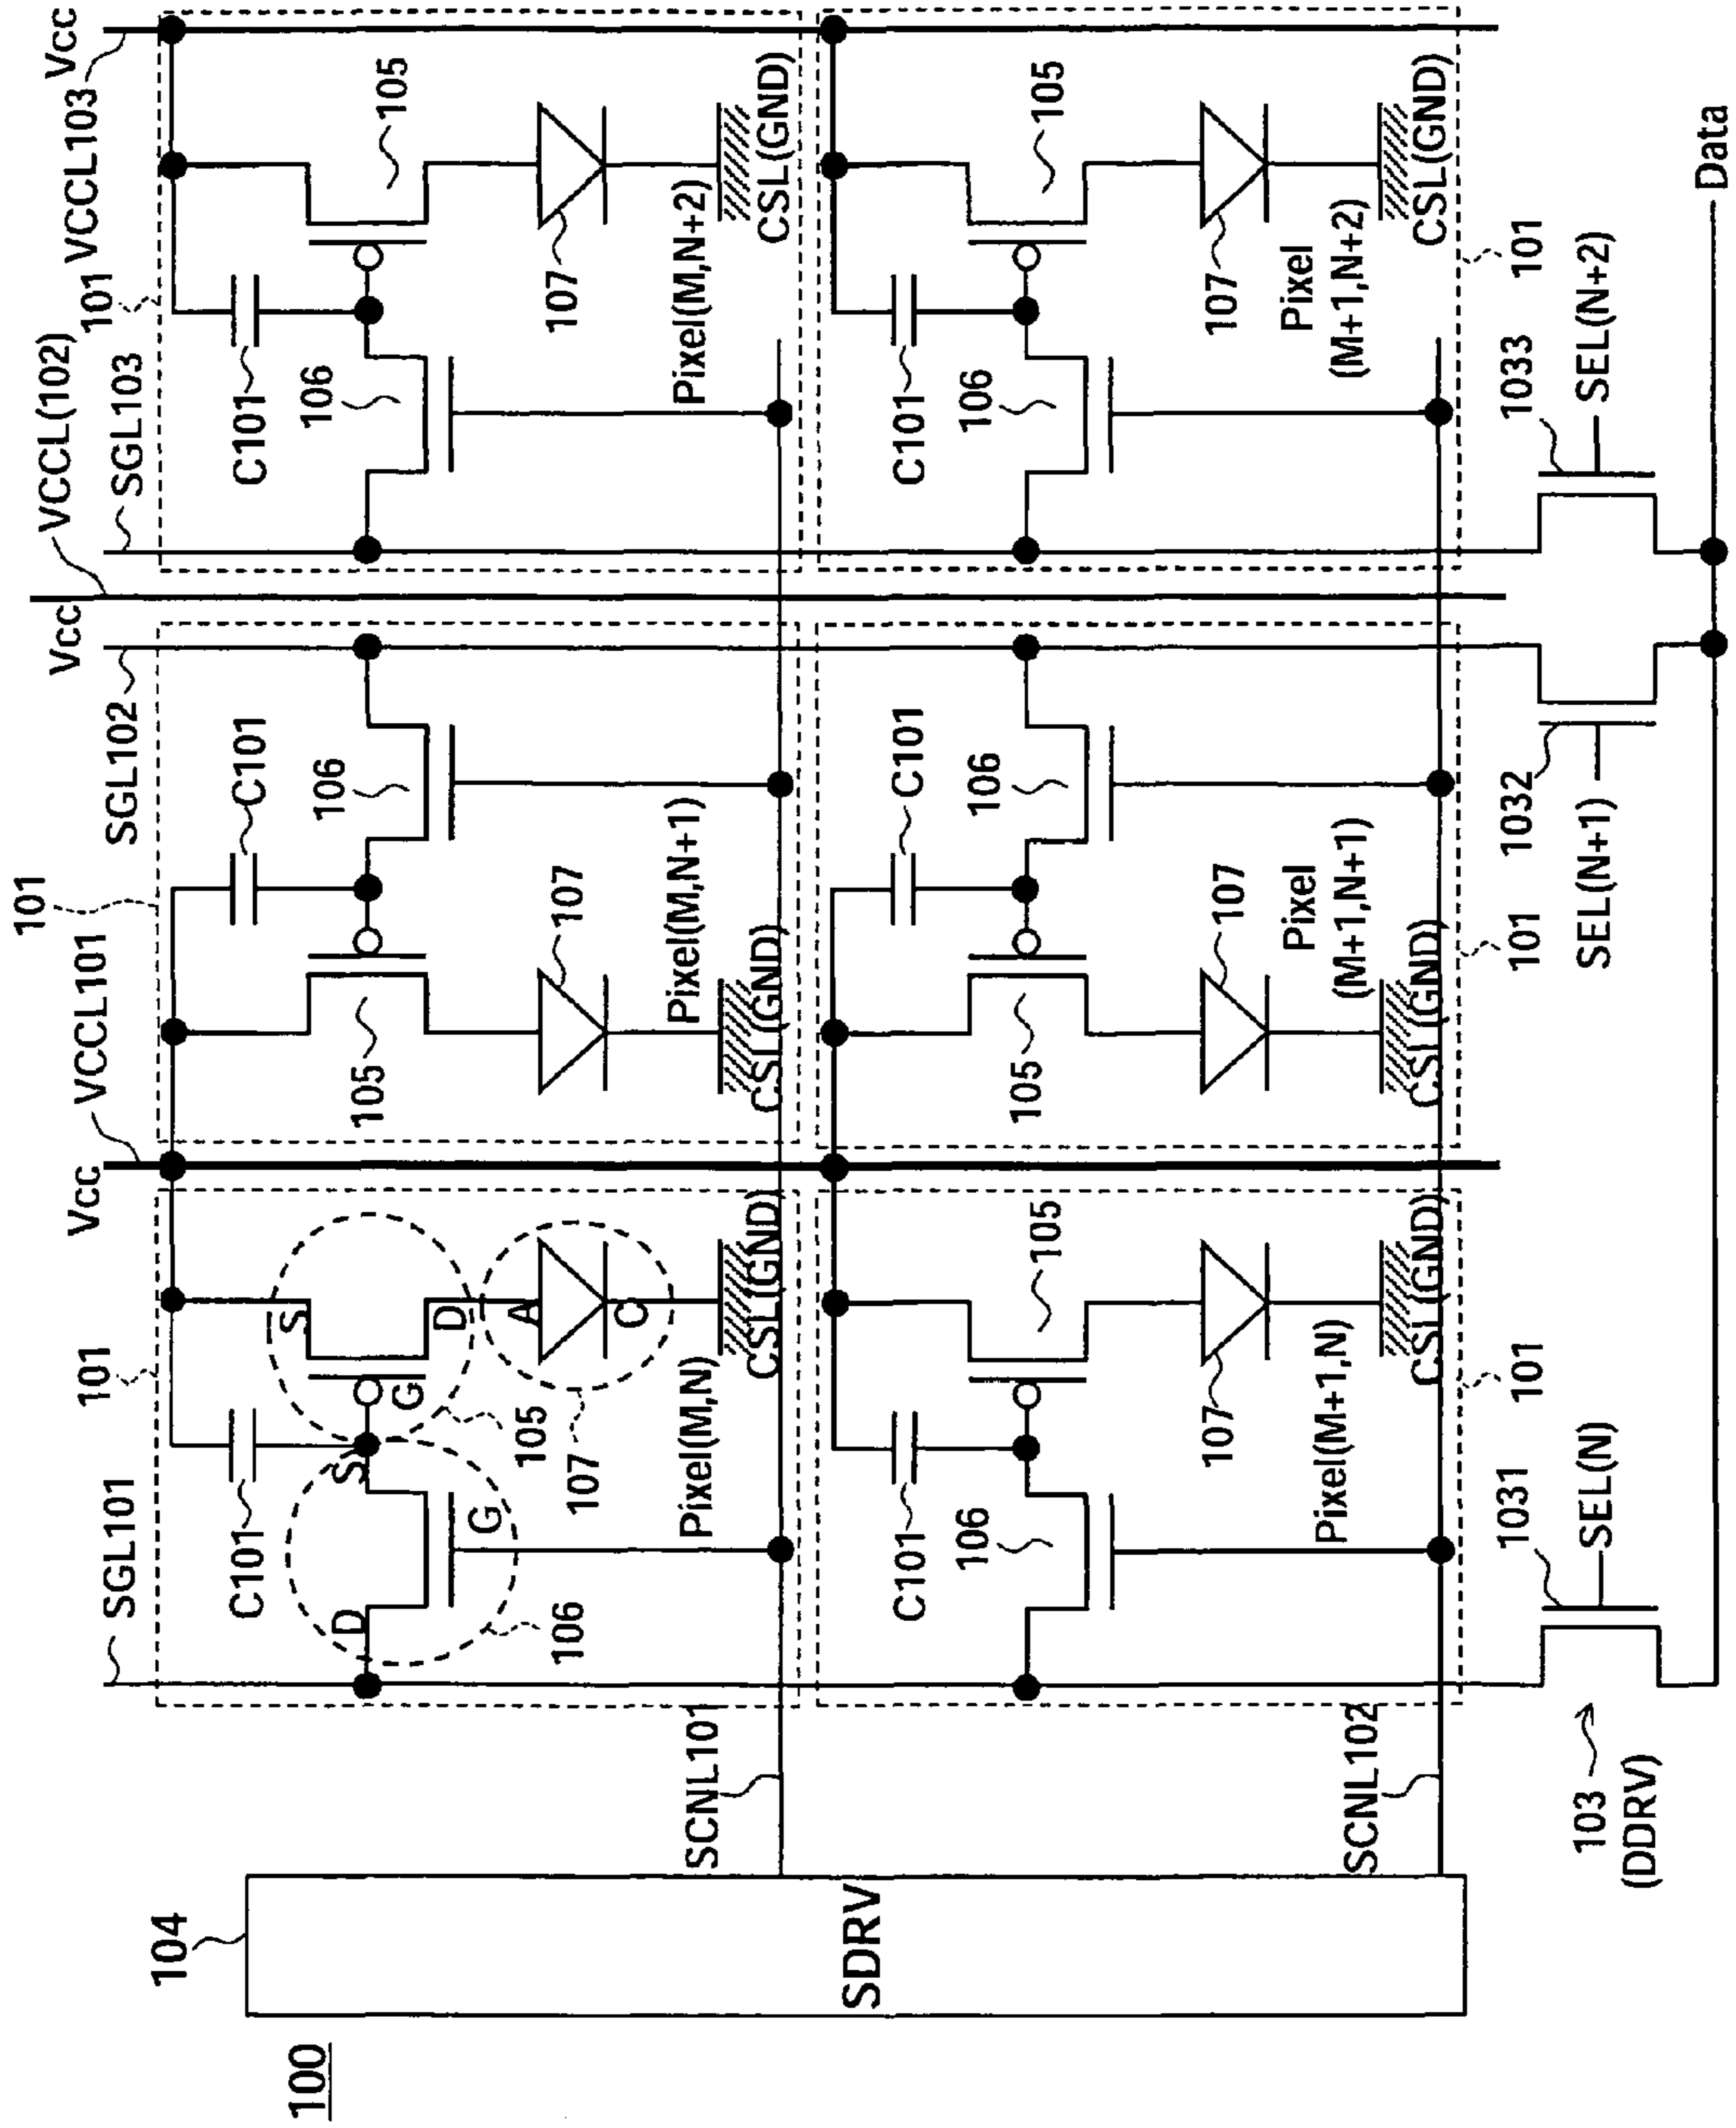 101
VCCL(102)
Vcc
Vcc
Vcc
VCCL101
101
VCCL103
SGL101
101
SGL102
SGL103
104
C101
C101
C101
100
S
106
106
D
S
105
105
G
D
G
A
105
106
107
107
107
C
SCNL101
Pixel(M,N)
Pixel(M,N+1)
Pixel(M,N+2)
CSL(GND)
CSL(GND)
CSL(GND)
SDRV
C101
C101
C101
106
106
106
105
105
105
107
107
107
Pixel(M+1,N)
Pixel
(M+1,N+1)
Pixel
(M+1,N+2)
SCNL102
CSL(GND)
CSL(GND)
CSL(GND)
101
101
101
1031
1032
1033
SEL(N)
SEL(N+1)
SEL(N+2)
103
(DDRV)
Data